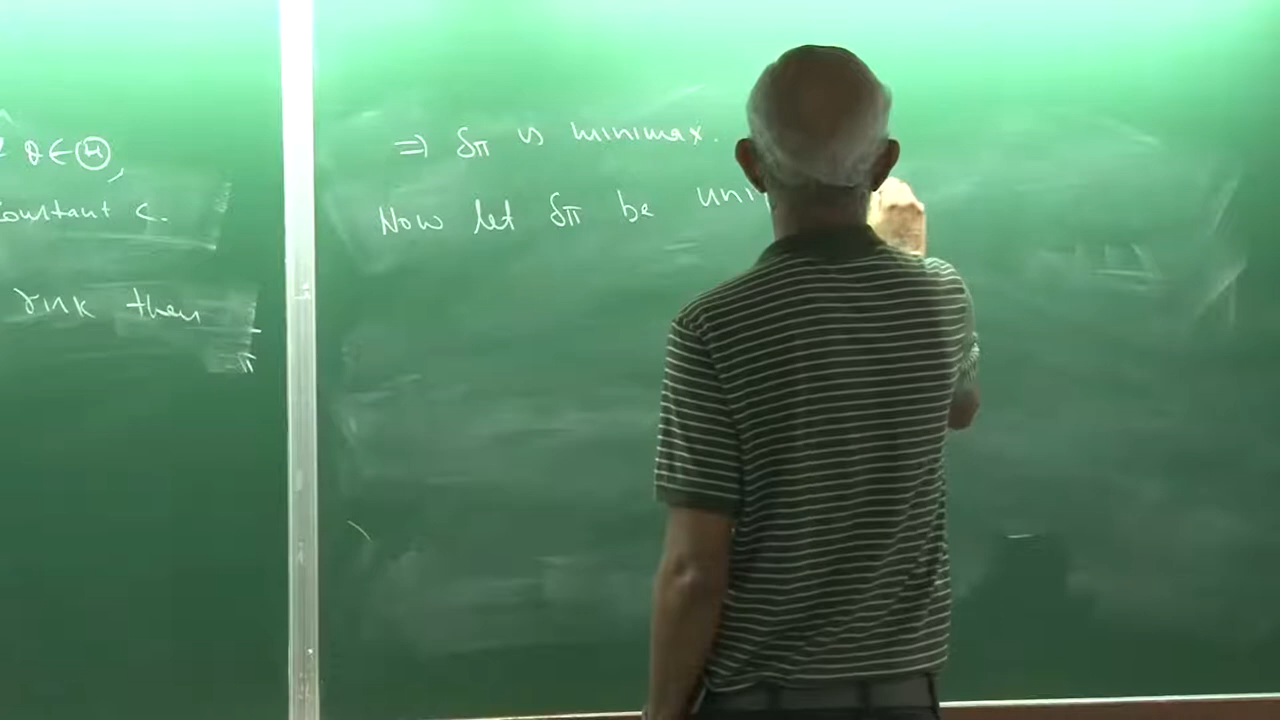 θ ∈ Ⓗ,
constant c.
risk then
π
⇒ δπ is minimax.
Now let δπ be